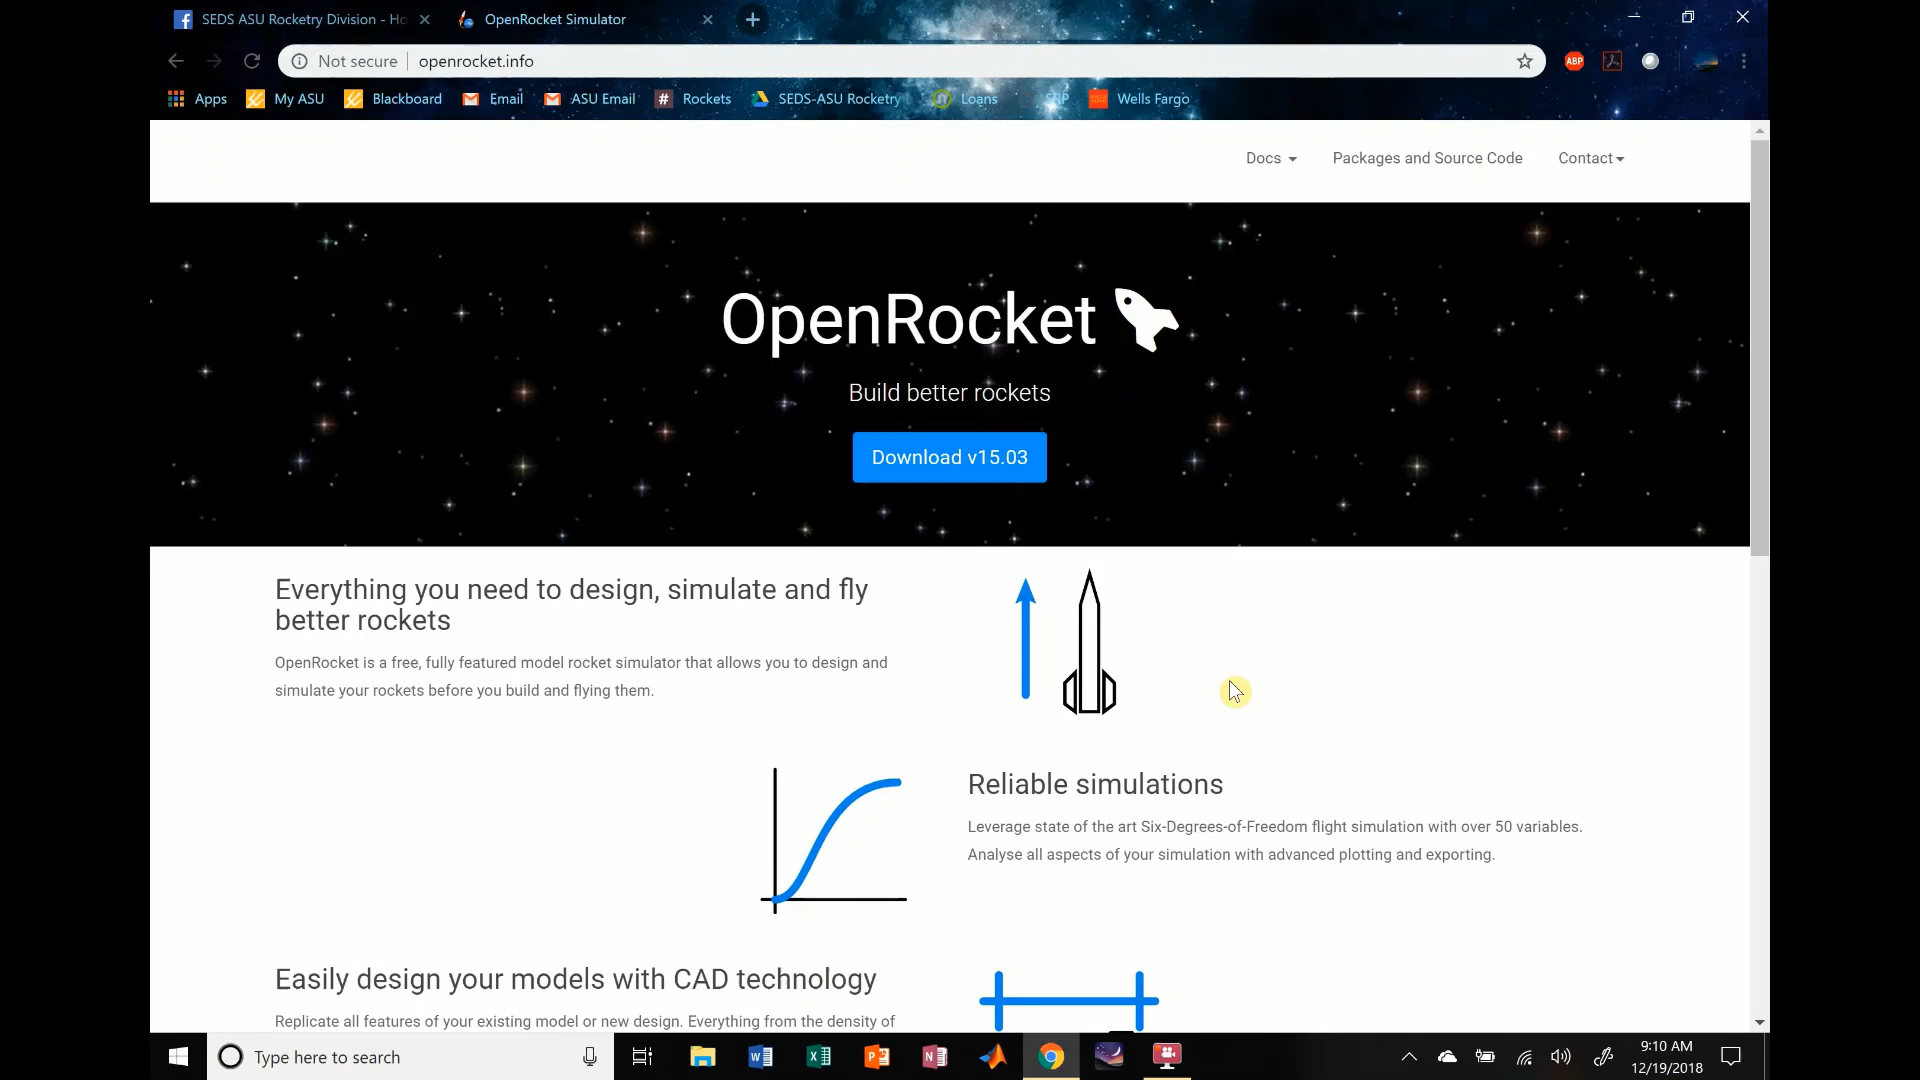 SEDS ASU Rocketry Division - Ho
OpenRocket Simulator
Not secure
openrocket.info
ABP
Apps
My ASU
Blackboard
Email
ASU Email
# Rockets
SEDS-ASU Rocketry
Loans
SRP
Wells Fargo
Docs
Packages and Source Code
Contact
OpenRocket
Build better rockets
Download v15.03
Everything you need to design, simulate and fly
better rockets
OpenRocket is a free, fully featured model rocket simulator that allows you to design and
simulate your rockets before you build and flying them.
Reliable simulations
Leverage state of the art Six-Degrees-of-Freedom flight simulation with over 50 variables.
Analyse all aspects of your simulation with advanced plotting and exporting.
Easily design your models with CAD technology
Replicate all features of your existing model or new design. Everything from the density of
Type here to search
9:10 AM
12/19/2018